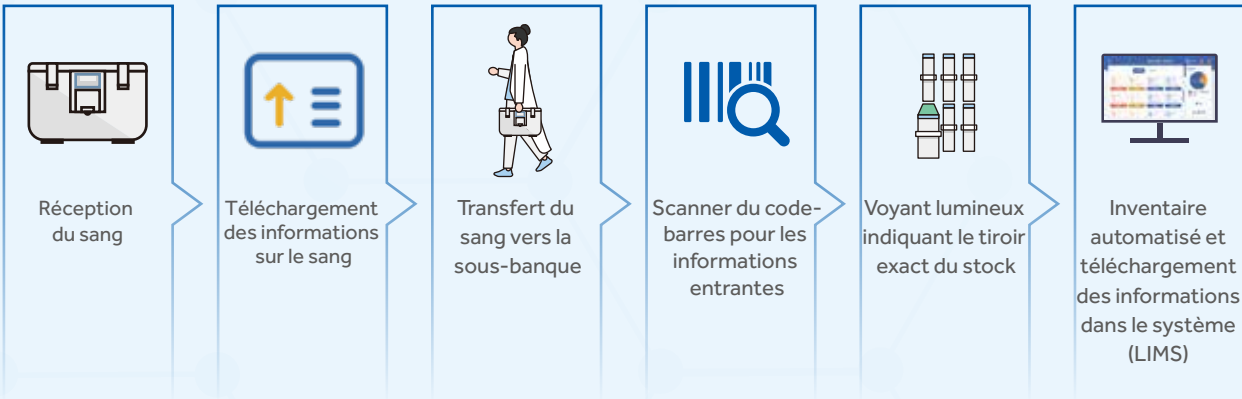 Réception
du sang
Téléchargement
des informations
sur le sang
Transfert du
sang vers la
sous-banque
Scanner du code-
barres pour les
informations
entrantes
Voyant lumineux
indiquant le tiroir
exact du stock
Inventaire
automatisé et
téléchargement
des informations
dans le système
(LIMS)